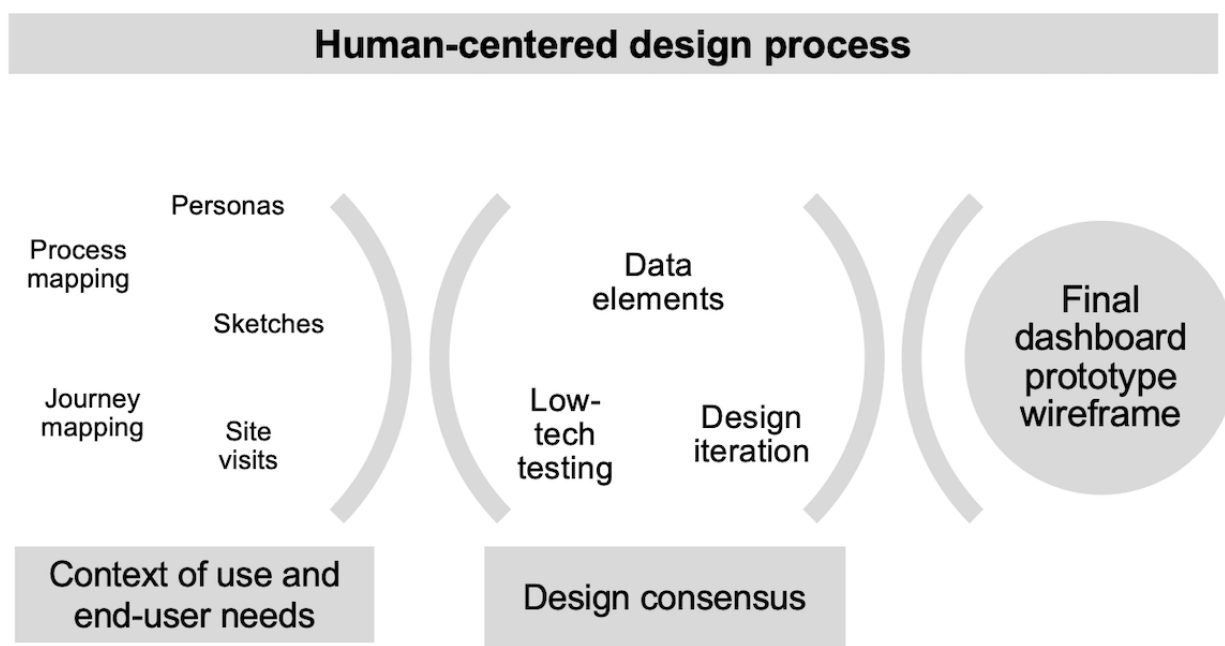 Human-centered design process
Personas
Process
mapping
Sketches
Journey
mapping
Site
visits
Context of use and
end-user needs
Data
elements
Low-
tech
testing
Design
iteration
Design consensus
Final
dashboard
prototype
wireframe